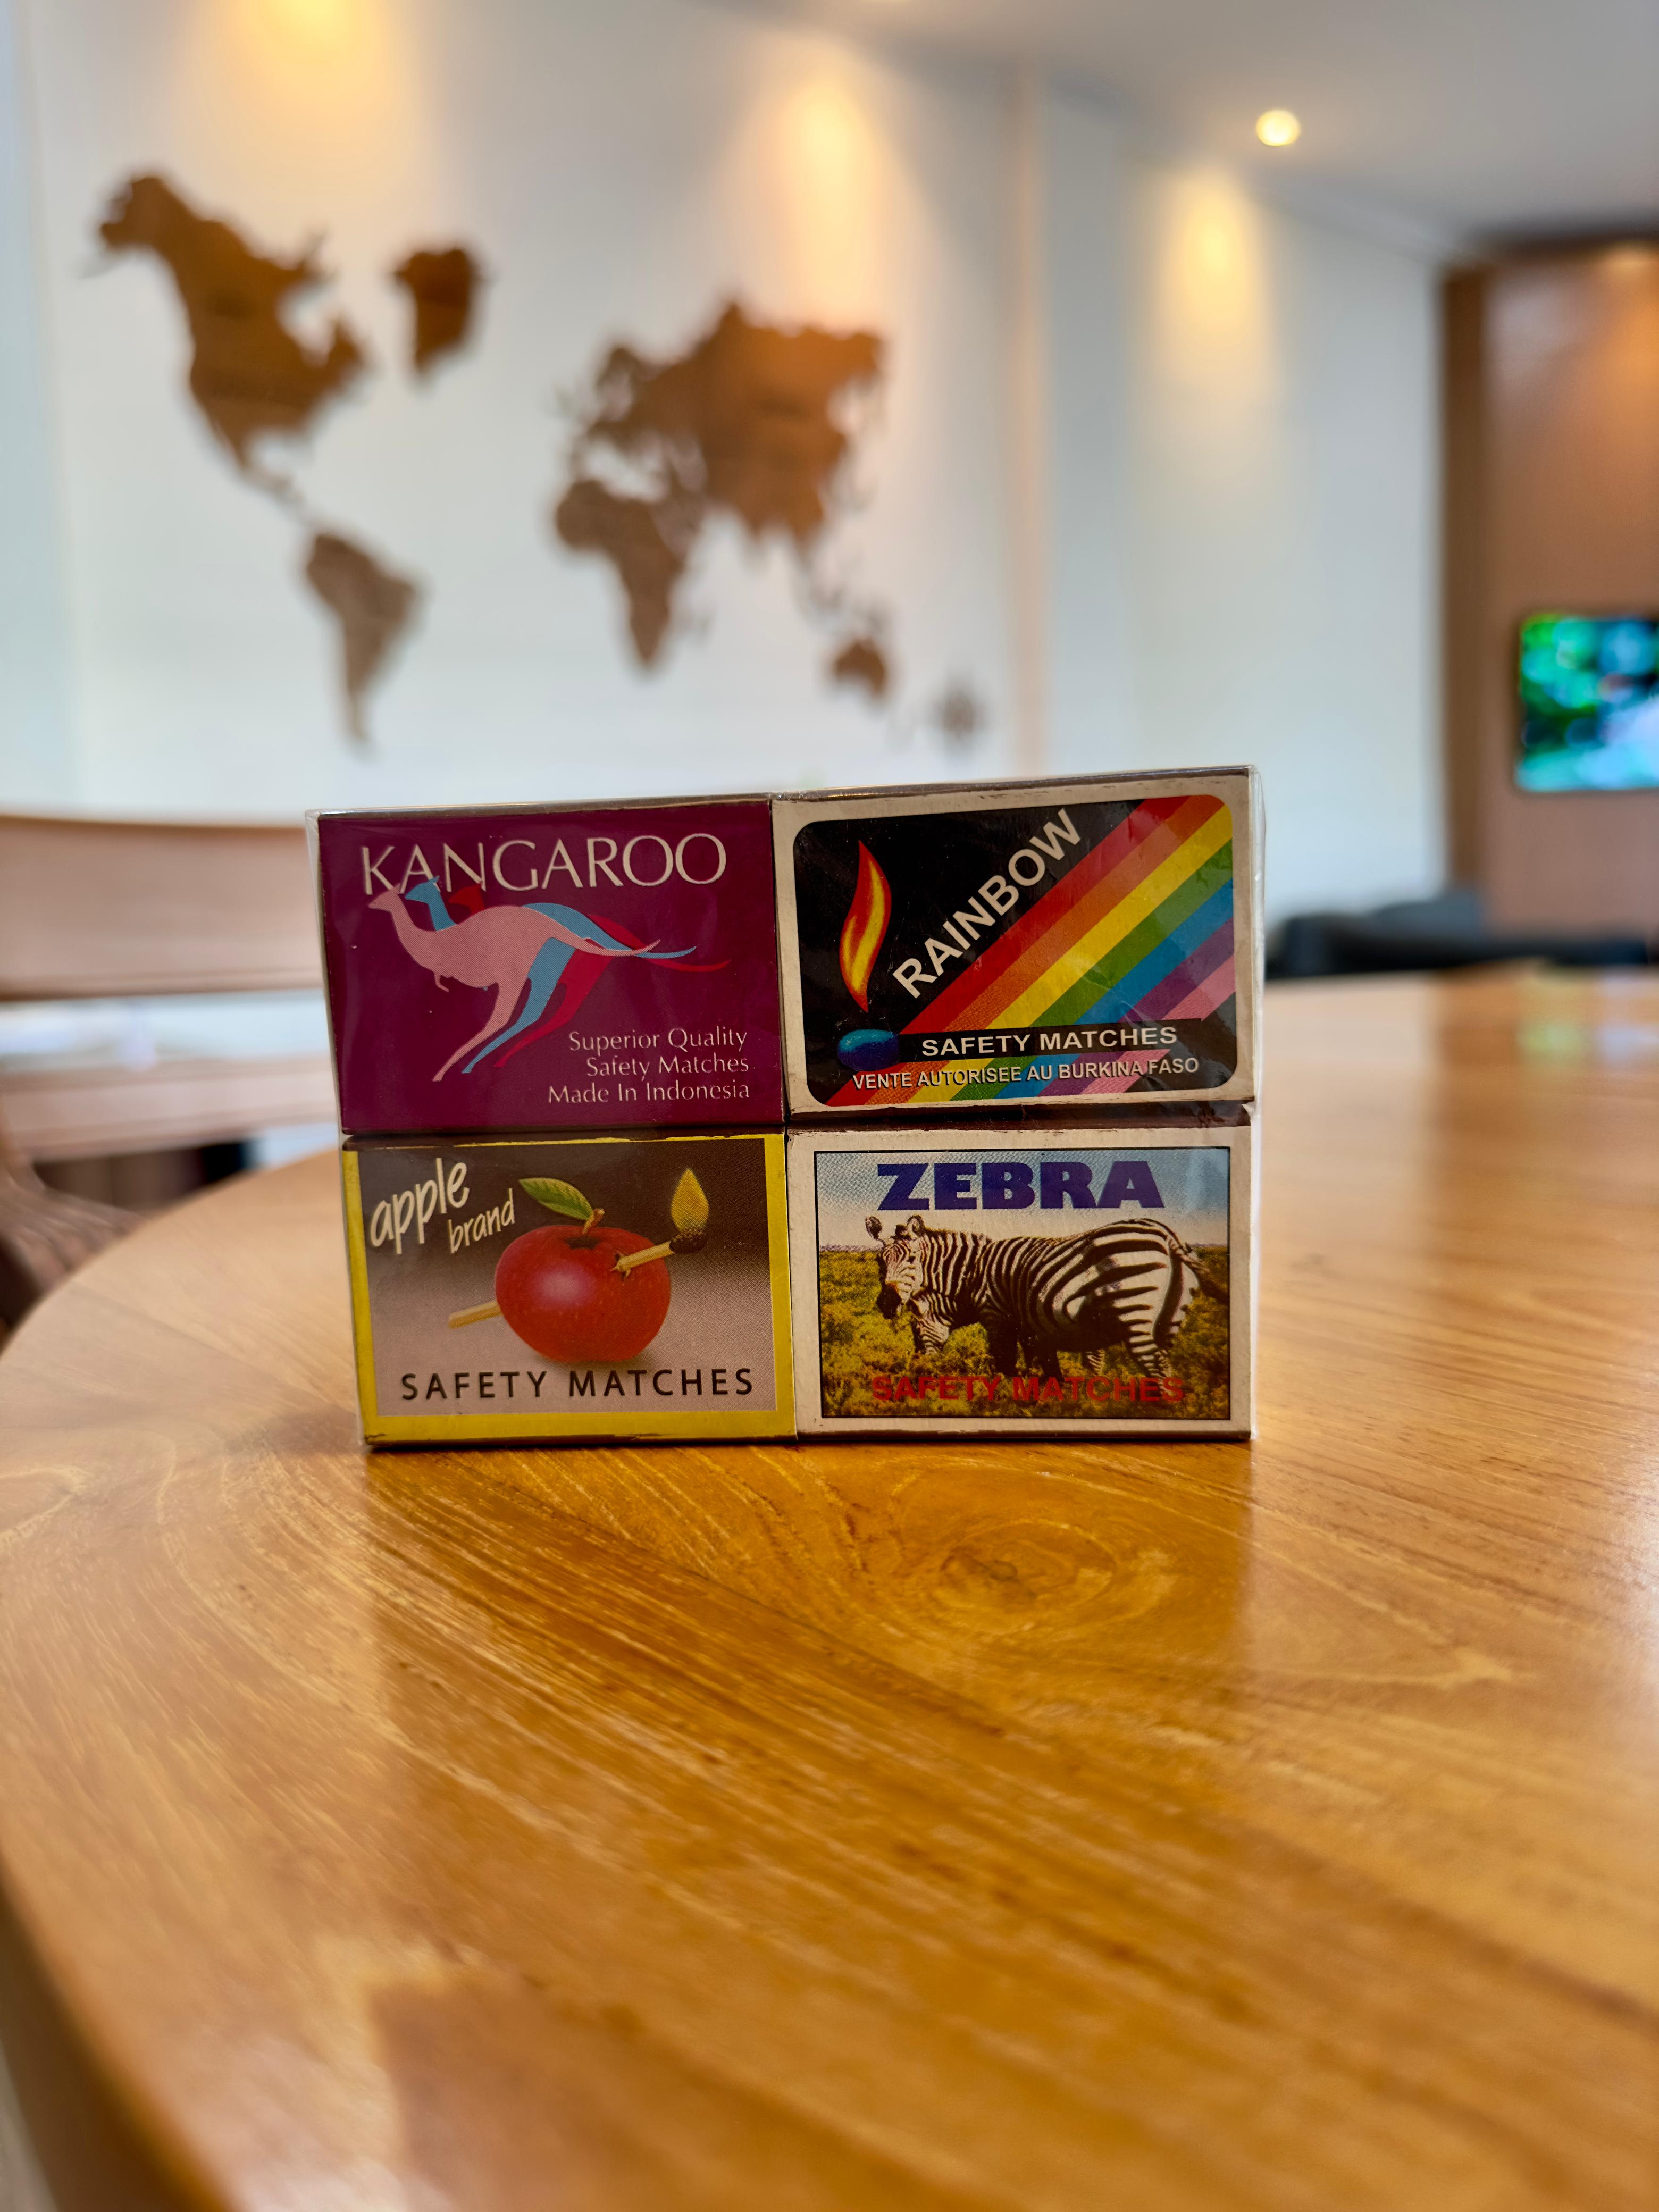 KANGAROO
Superior Quality
Safety Matches
Made In Indonesia
RAINBOW
SAFETY MATCHES
VENTE AUTORISEE AU BURKINA FASO
apple
brand
SAFETY MATCHES
ZEBRA
SAFETY MATCHES